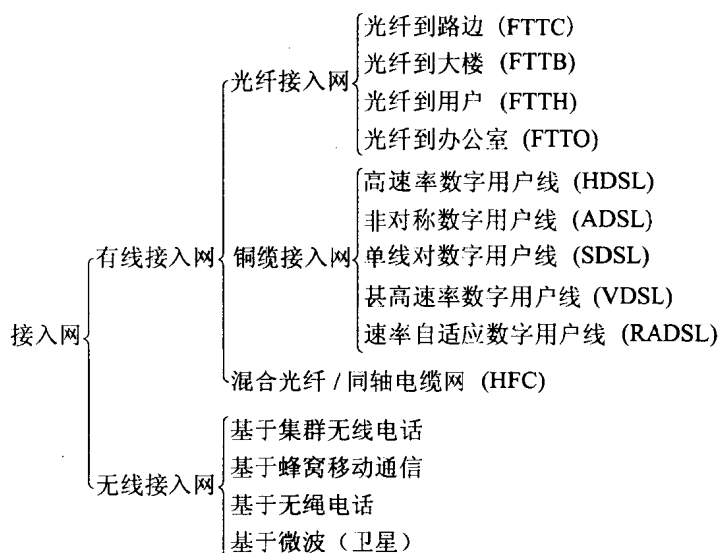 光纤到路边 (FTTC)
光纤到大楼 (FTTB)
光纤接入网
光纤到用户 (FTTH)
光纤到办公室 (FTTO)
高速率数字用户线 (HDSL)
非对称数字用户线 (ADSL)
有线接入网
铜缆接入网
单线对数字用户线 (SDSL)
甚高速率数字用户线 (VDSL)
接入网
速率自适应数字用户线 (RADSL)
混合光纤 / 同轴电缆网 (HFC)
基于集群无线电话
基于蜂窝移动通信
无线接入网
基于无绳电话
基于微波（卫星）